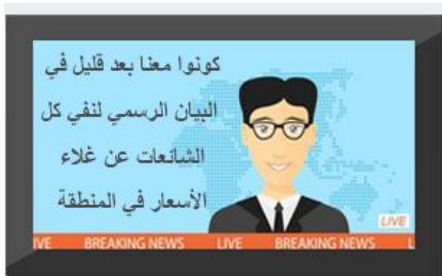 كونوا معنا بعد قليل في
البيان الرسمي لنفي كل
الشائعات عن غلاء
الأسعار في المنطقة
LIVE
IVE BREAKING NEWS LIVE BREAKING NEWS L